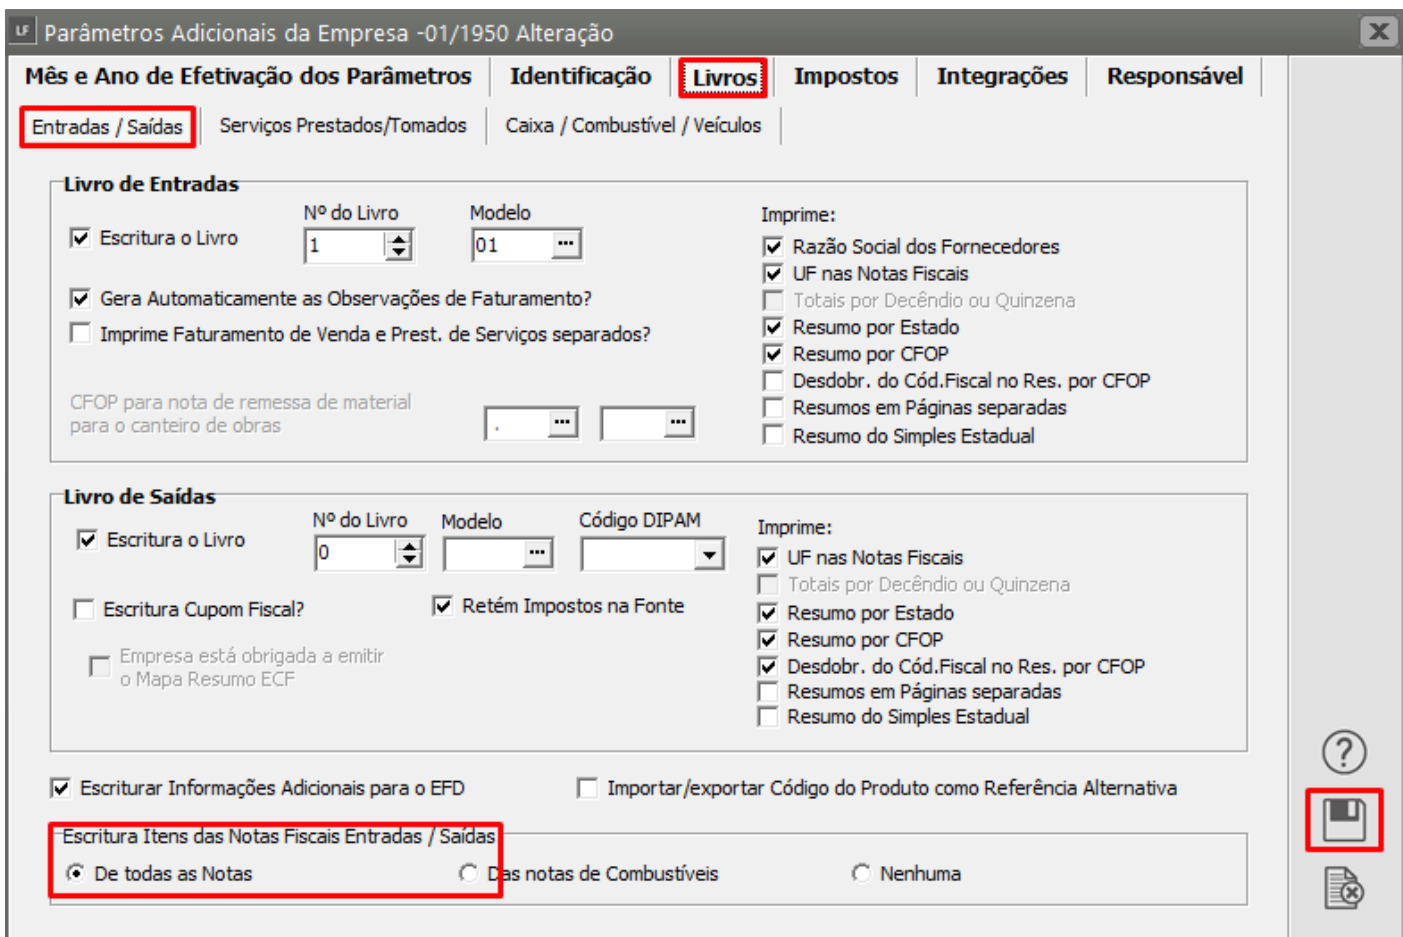 LF Parâmetros Adicionais da Empresa -01/1950 Alteração
Mês e Ano de Efetivação dos Parâmetros Identificação Livros Impostos Integrações Responsável
Entradas / Saídas Serviços Prestados/Tomados Caixa / Combustível / Veículos
Livro de Entradas
Nº do Livro Modelo
Escritura o Livro 1 01 ...
Gera Automaticamente as Observações de Faturamento?
Imprime Faturamento de Venda e Prest. de Serviços separados?
CFOP para nota de remessa de material
para o canteiro de obras . ... ...
Imprime:
Razão Social dos Fornecedores
UF nas Notas Fiscais
Totais por Decêndio ou Quinzena
Resumo por Estado
Resumo por CFOP
Desdobr. do Cód.Fiscal no Res. por CFOP
Resumos em Páginas separadas
Resumo do Simples Estadual
Livro de Saídas
Nº do Livro Modelo Código DIPAM
Escritura o Livro 0 ...
Escritura Cupom Fiscal? Retém Impostos na Fonte
Empresa está obrigada a emitir
o Mapa Resumo ECF
Imprime:
UF nas Notas Fiscais
Totais por Decêndio ou Quinzena
Resumo por Estado
Resumo por CFOP
Desdobr. do Cód.Fiscal no Res. por CFOP
Resumos em Páginas separadas
Resumo do Simples Estadual
Escriturar Informações Adicionais para o EFD Importar/exportar Código do Produto como Referência Alternativa
Escritura Itens das Notas Fiscais Entradas / Saídas
De todas as Notas Das notas de Combustíveis Nenhuma
?